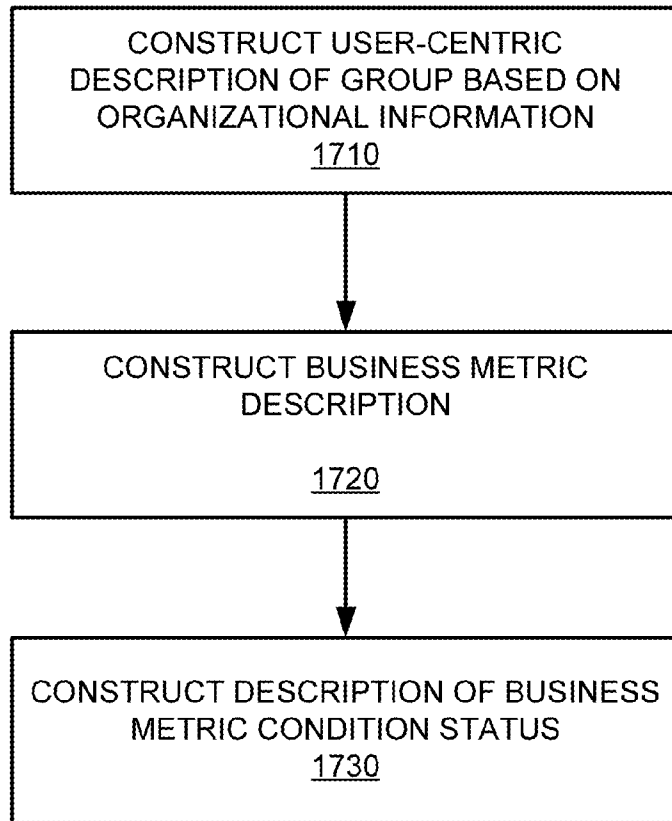 CONSTRUCT USER-CENTRIC
DESCRIPTION OF GROUP BASED ON
ORGANIZATIONAL INFORMATION
1710
CONSTRUCT BUSINESS METRIC
DESCRIPTION
1720
CONSTRUCT DESCRIPTION OF BUSINESS
METRIC CONDITION STATUS
1730